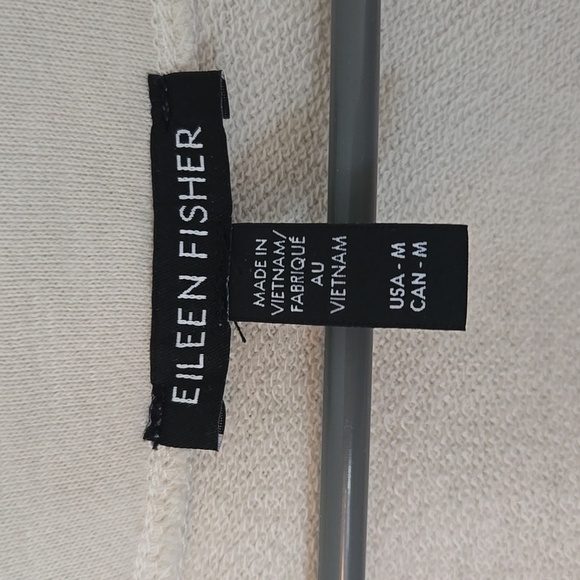 EILEEN FISHER
MADE IN
VIETNAM/
FABRIQUÉ
AU
VIETNAM
USA - M
CAN - M